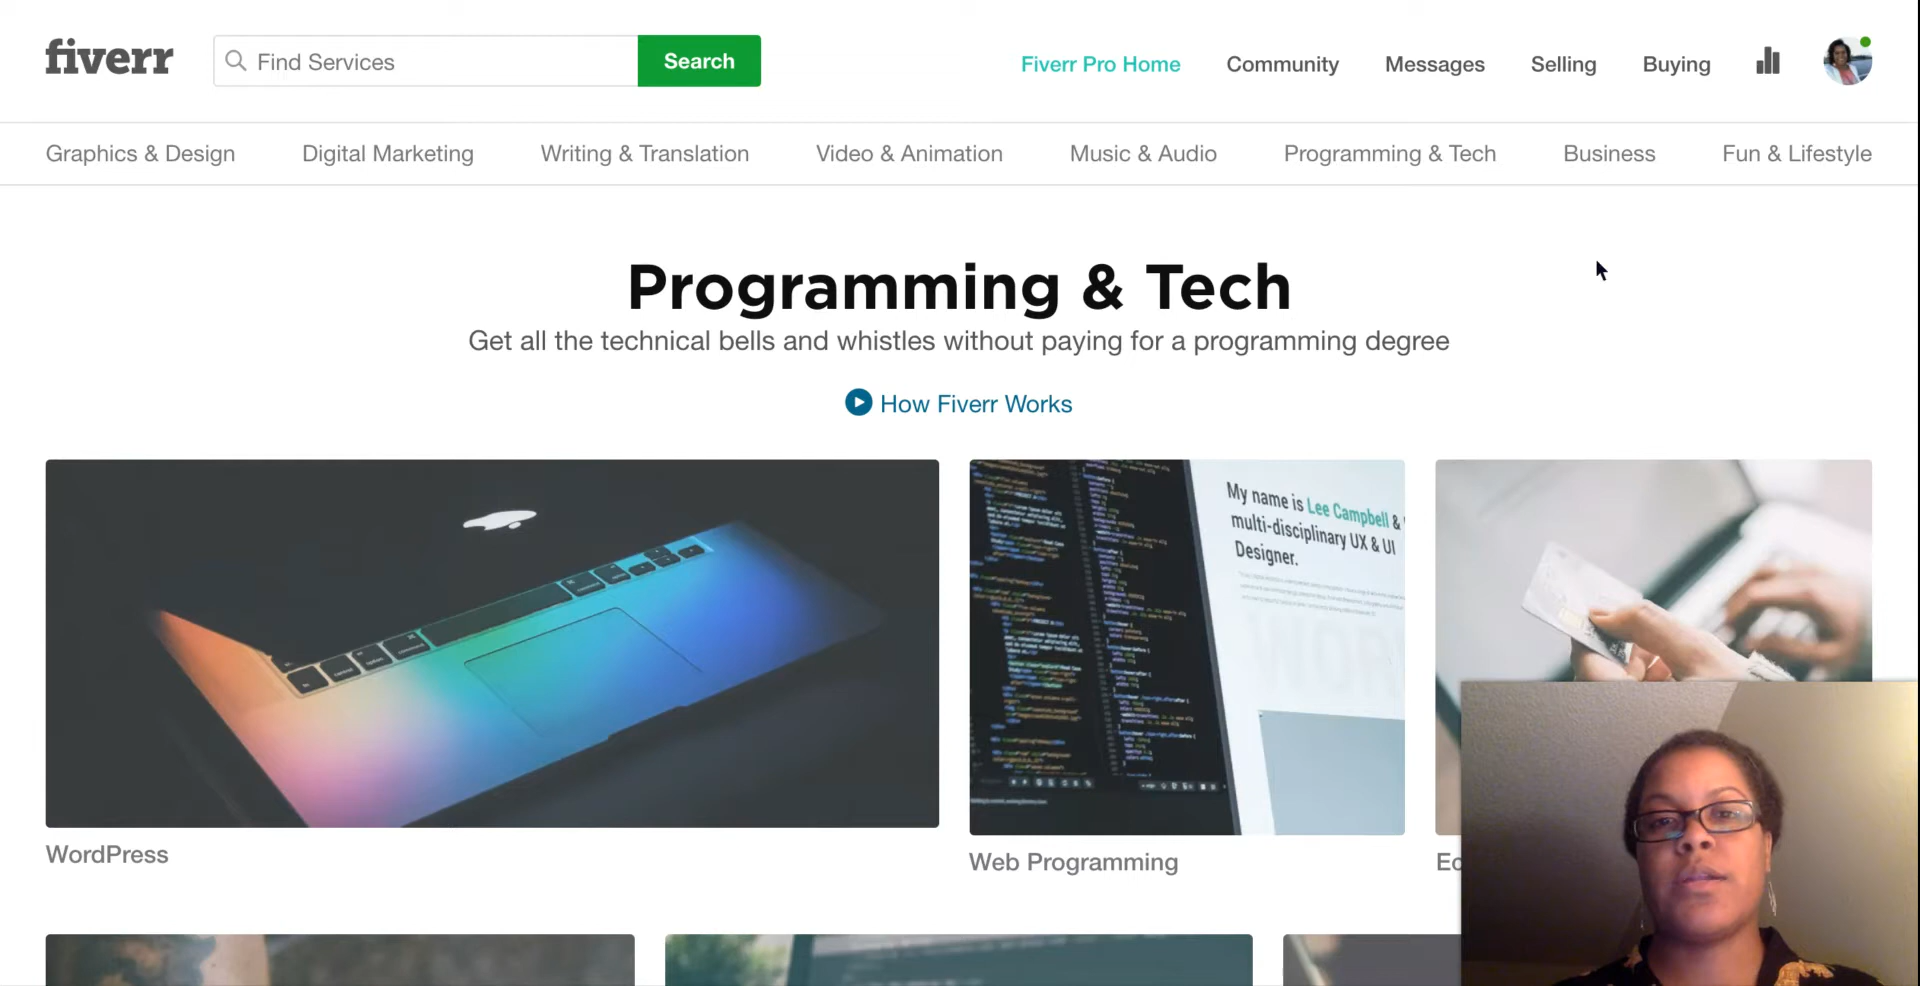 fiverr
Find Services
Search
Fiverr Pro Home
Community
Messages
Selling
Buying
Graphics & Design
Digital Marketing
Writing & Translation
Video & Animation
Music & Audio
Programming & Tech
Business
Fun & Lifestyle
Programming & Tech
Get all the technical bells and whistles without paying for a programming degree
How Fiverr Works
My name is Lee Campbell &
multi-disciplinary UX & UI
Designer.
WordPress
Web Programming
Ec